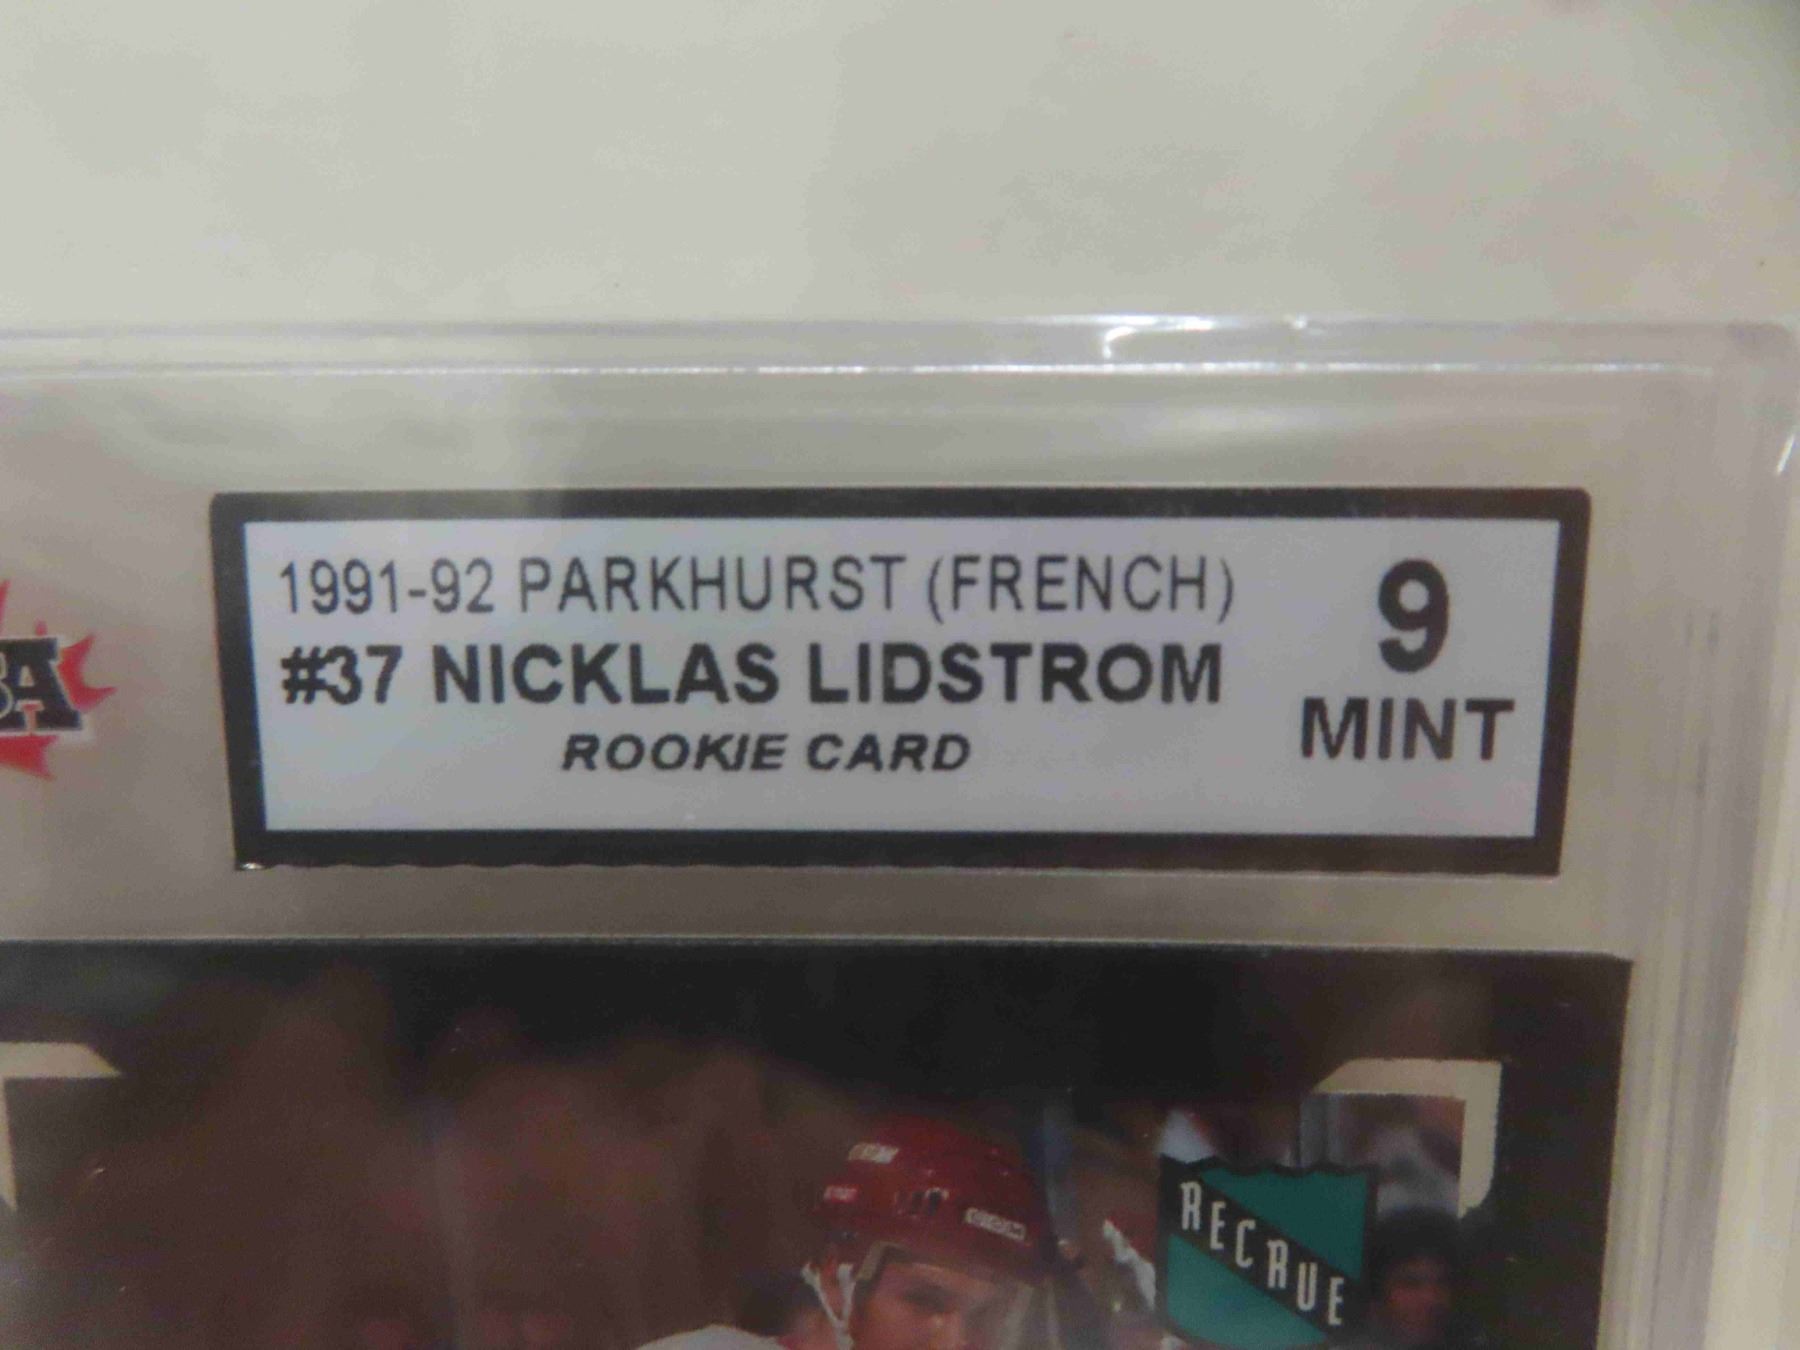 1991-92 PARKHURST (FRENCH)
#37 NICKLAS LIDSTROM
ROOKIE CARD
9
MINT
RECRUE